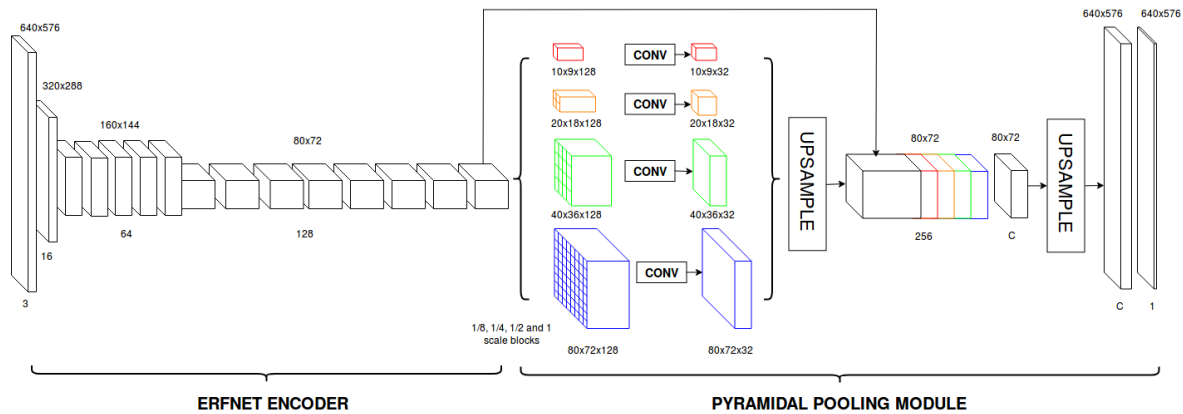 640x576
320x288
160x144
80x72
3
16
64
128
10x9x128
CONV
10x9x32
20x18x128
CONV
20x18x32
40x36x128
CONV
40x36x32
1/8, 1/4, 1/2 and 1
scale blocks
80x72x128
CONV
80x72x32
UPSAMPLE
80x72
256
80x72
C
UPSAMPLE
640x576
C
640x576
1
ERFNET ENCODER
PYRAMIDAL POOLING MODULE